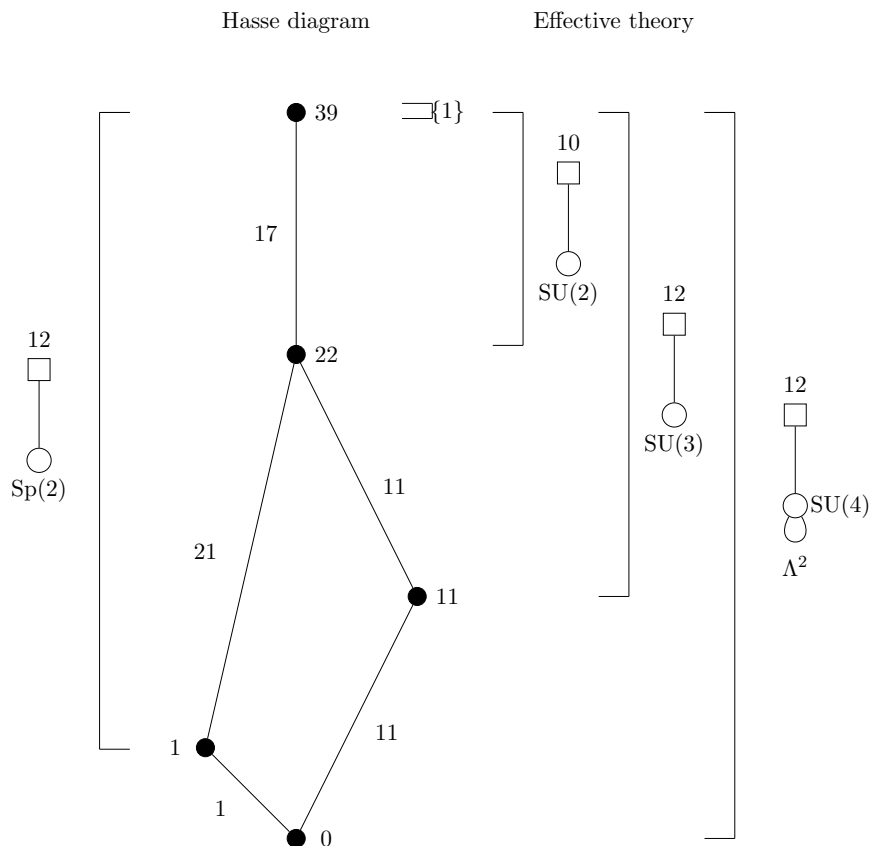 Hasse diagram
Effective theory
39
{1}
10
17
SU(2)
12
12
22
12
SU(3)
Sp(2)
11
SU(4)
21
Λ²
11
11
1
1
0